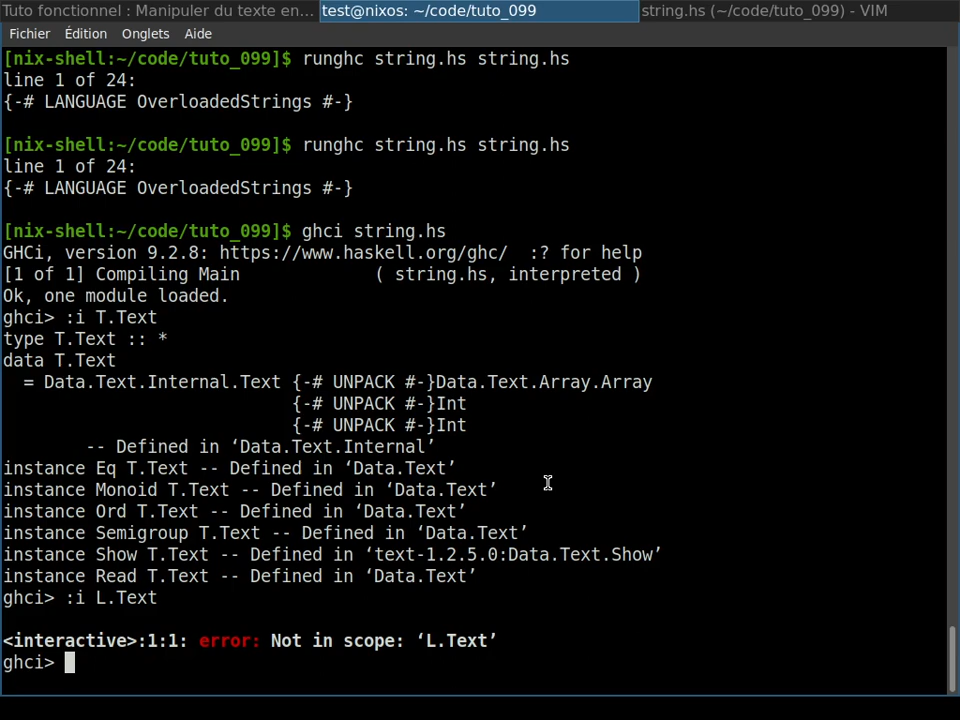 Tuto fonctionnel : Manipuler du texte en... test@nixos: ~/code/tuto_099 string.hs (~/code/tuto_099) - VIM
Fichier Édition Onglets Aide
[nix-shell:~/code/tuto_099]$ runghc string.hs string.hs
line 1 of 24:
{-# LANGUAGE OverloadedStrings #-}
[nix-shell:~/code/tuto_099]$ runghc string.hs string.hs
line 1 of 24:
{-# LANGUAGE OverloadedStrings #-}
[nix-shell:~/code/tuto_099]$ ghci string.hs
GHCi, version 9.2.8: https://www.haskell.org/ghc/  :? for help
[1 of 1] Compiling Main             ( string.hs, interpreted )
Ok, one module loaded.
ghci> :i T.Text
type T.Text :: *
data T.Text
  = Data.Text.Internal.Text {-# UNPACK #-}Data.Text.Array.Array
                            {-# UNPACK #-}Int
                            {-# UNPACK #-}Int
        -- Defined in ‘Data.Text.Internal’
instance Eq T.Text -- Defined in ‘Data.Text’
instance Monoid T.Text -- Defined in ‘Data.Text’
instance Ord T.Text -- Defined in ‘Data.Text’
instance Semigroup T.Text -- Defined in ‘Data.Text’
instance Show T.Text -- Defined in ‘text-1.2.5.0:Data.Text.Show’
instance Read T.Text -- Defined in ‘Data.Text’
ghci> :i L.Text
<interactive>:1:1: error: Not in scope: ‘L.Text’
ghci>